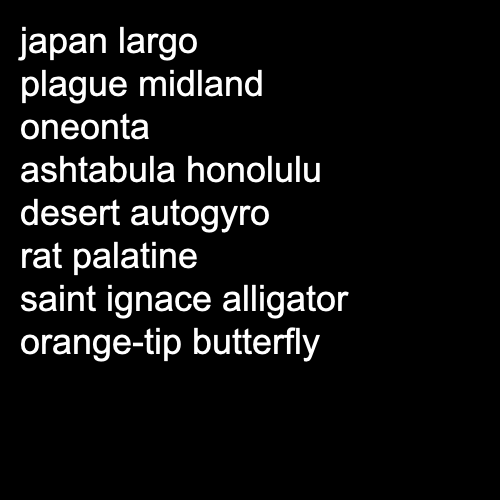 japan largo
plague midland
oneonta
ashtabula honolulu
desert autogyro
rat palatine
saint ignace alligator
orange-tip butterfly